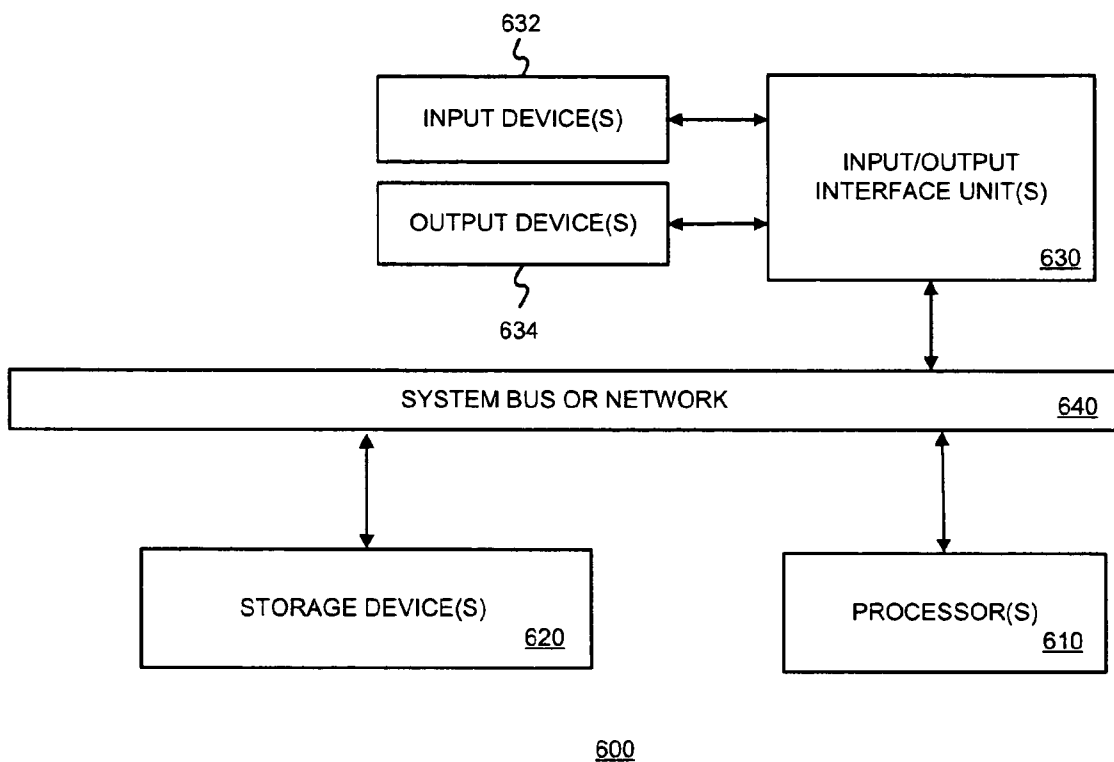 632
INPUT DEVICE(S)
OUTPUT DEVICE(S)
634
INPUT/OUTPUT
INTERFACE UNIT(S)
630
SYSTEM BUS OR NETWORK
640
STORAGE DEVICE(S)
620
PROCESSOR(S)
610
600